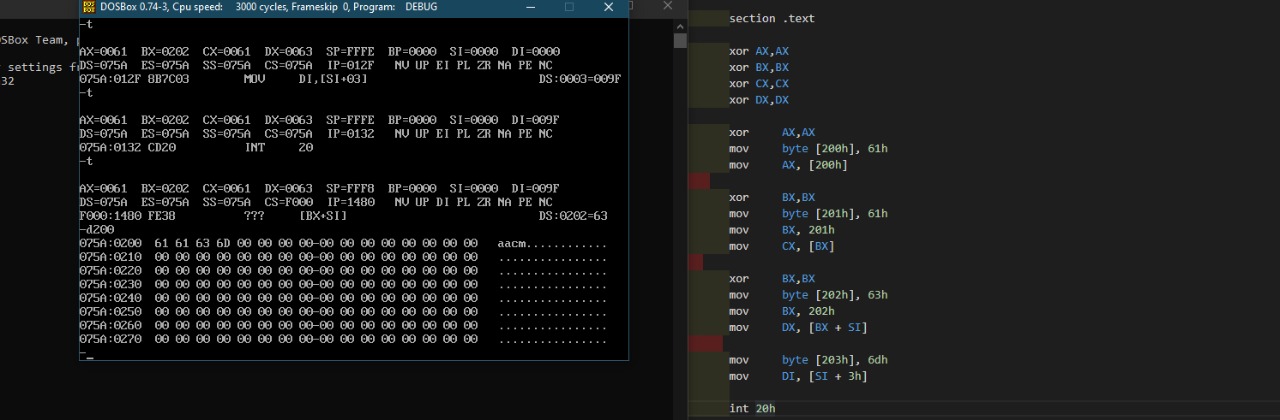 DOSBox 0.74-3, Cpu speed: 3000 cycles, Frameskip 0, Program: DEBUG
OSBox Team,
settings
32
-t
AX=0061 BX=0202 CX=0061 DX=0063 SP=FFFE BP=0000 SI=0000 DI=0000
DS=075A ES=075A SS=075A CS=075A IP=012F NV UP EI PL ZR NA PE NC
075A:012F 8B7C03 MOV DI,[SI+03] DS:0003=009F
-t
AX=0061 BX=0202 CX=0061 DX=0063 SP=FFFE BP=0000 SI=0000 DI=009F
DS=075A ES=075A SS=075A CS=075A IP=0132 NV UP EI PL ZR NA PE NC
075A:0132 CD20 INT 20
-t
AX=0061 BX=0202 CX=0061 DX=0063 SP=FFF8 BP=0000 SI=0000 DI=009F
DS=075A ES=075A SS=075A CS=F000 IP=1480 NV UP DI PL ZR NA PE NC
F000:1480 FE38 ??? [BX+SI] DS:0202=63
-d200
075A:0200 61 61 63 6D 00 00 00 00-00 00 00 00 00 00 00 00 aacm............
075A:0210 00 00 00 00 00 00 00 00-00 00 00 00 00 00 00 00 ................
075A:0220 00 00 00 00 00 00 00 00-00 00 00 00 00 00 00 00 ................
075A:0230 00 00 00 00 00 00 00 00-00 00 00 00 00 00 00 00 ................
075A:0240 00 00 00 00 00 00 00 00-00 00 00 00 00 00 00 00 ................
075A:0250 00 00 00 00 00 00 00 00-00 00 00 00 00 00 00 00 ................
075A:0260 00 00 00 00 00 00 00 00-00 00 00 00 00 00 00 00 ................
075A:0270 00 00 00 00 00 00 00 00-00 00 00 00 00 00 00 00 ................
-_
section .text
xor AX,AX
xor BX,BX
xor CX,CX
xor DX,DX
xor AX,AX
mov byte [200h], 61h
mov AX, [200h]
xor BX,BX
mov byte [201h], 61h
mov BX, 201h
mov CX, [BX]
xor BX,BX
mov byte [202h], 63h
mov BX, 202h
mov DX, [BX + SI]
mov byte [203h], 6dh
mov DI, [SI + 3h]
int 20h